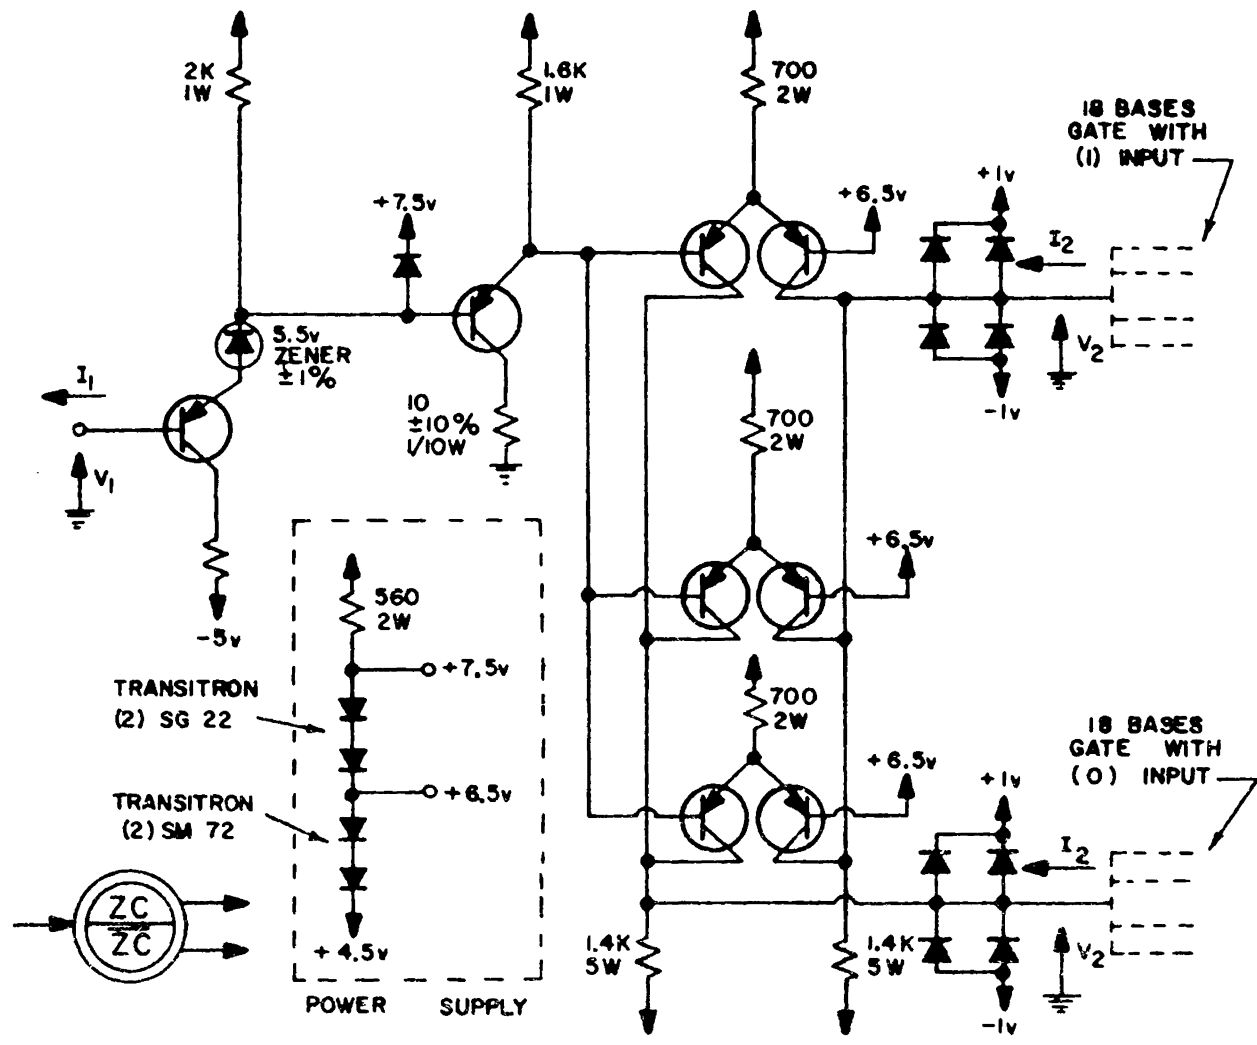 2K
1W
1.6K
1W
700
2W
18 BASES
GATE WITH
(1) INPUT
+1v
+7.5v
+6.5v
I2
5.5v
ZENER
±1%
V2
I1
10
±10%
1/10W
-1v
700
2W
V1
+6.5v
560
2W
-5v
+7.5v
TRANSITRON
(2) SG 22
700
2W
18 BASES
GATE WITH
(0) INPUT
+6.5v
+1v
+6.5v
TRANSITRON
(2) SM 72
I2
ZC
ZC
+4.5v
1.4K
5W
1.4K
5W
V2
POWER SUPPLY
-1v